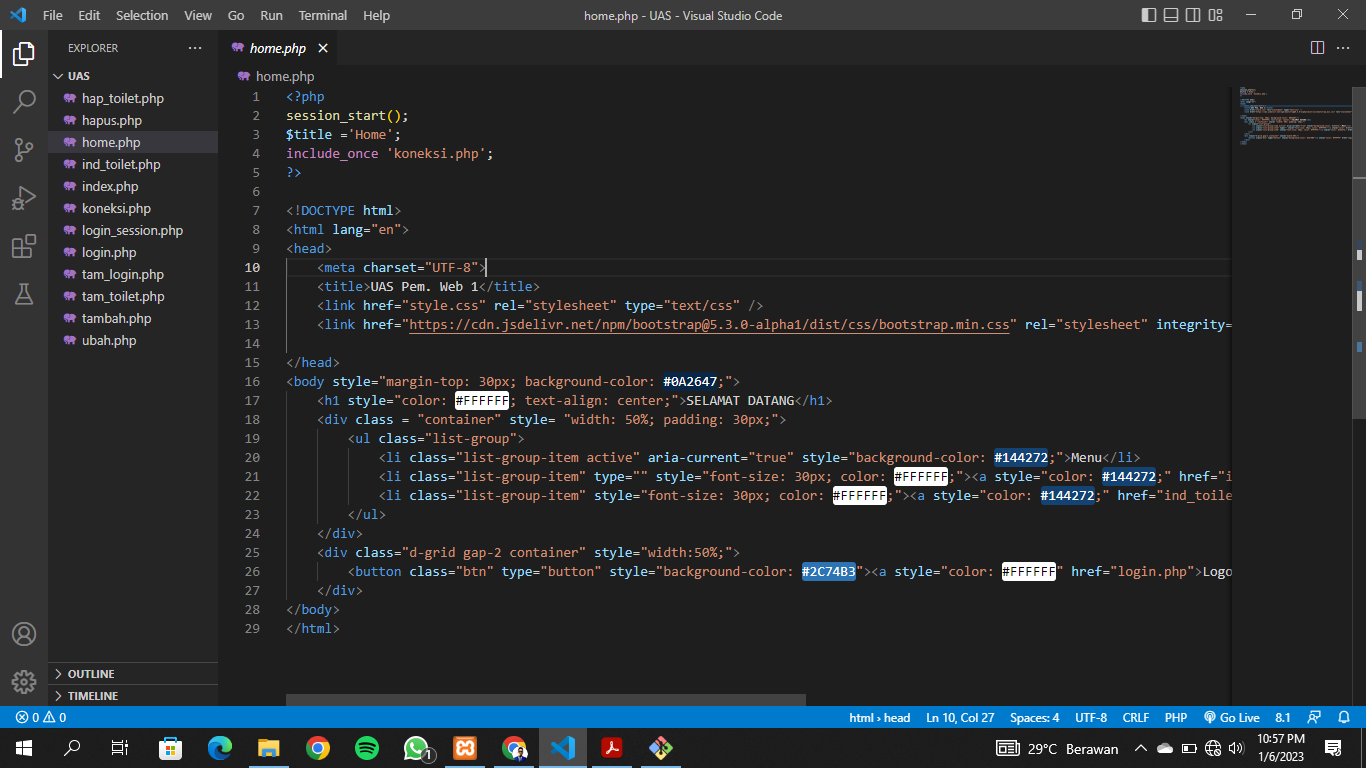 File Edit Selection View Go Run Terminal Help home.php - UAS - Visual Studio Code
EXPLORER
UAS
hap_toilet.php
hapus.php
home.php
ind_toilet.php
index.php
koneksi.php
login_session.php
login.php
tam_login.php
tam_toilet.php
tambah.php
ubah.php
OUTLINE
TIMELINE
home.php
home.php
1 <?php
2 session_start();
3 $title ='Home';
4 include_once 'koneksi.php';
5 ?>
6
7 <!DOCTYPE html>
8 <html lang="en">
9 <head>
10 <meta charset="UTF-8">
11 <title>UAS Pem. Web 1</title>
12 <link href="style.css" rel="stylesheet" type="text/css" />
13 <link href="https://cdn.jsdelivr.net/npm/bootstrap@5.3.0-alpha1/dist/css/bootstrap.min.css" rel="stylesheet" integrity=
14
15 </head>
16 <body style="margin-top: 30px; background-color: #0A2647;">
17 <h1 style="color: #FFFFFF; text-align: center;">SELAMAT DATANG</h1>
18 <div class = "container" style= "width: 50%; padding: 30px;">
19 <ul class="list-group">
20 <li class="list-group-item active" aria-current="true" style="background-color: #144272;">Menu</li>
21 <li class="list-group-item" type="" style="font-size: 30px; color: #FFFFFF;"><a style="color: #144272;" href="i
22 <li class="list-group-item" style="font-size: 30px; color: #FFFFFF;"><a style="color: #144272;" href="ind_toile
23 </ul>
24 </div>
25 <div class="d-grid gap-2 container" style="width:50%;">
26 <button class="btn" type="button" style="background-color: #2C74B3"><a style="color: #FFFFFF" href="login.php">Logo
27 </div>
28 </body>
29 </html>
0 0 html › head Ln 10, Col 27 Spaces: 4 UTF-8 CRLF PHP Go Live 8.1
1 29°C Berawan 10:57 PM
1/6/2023